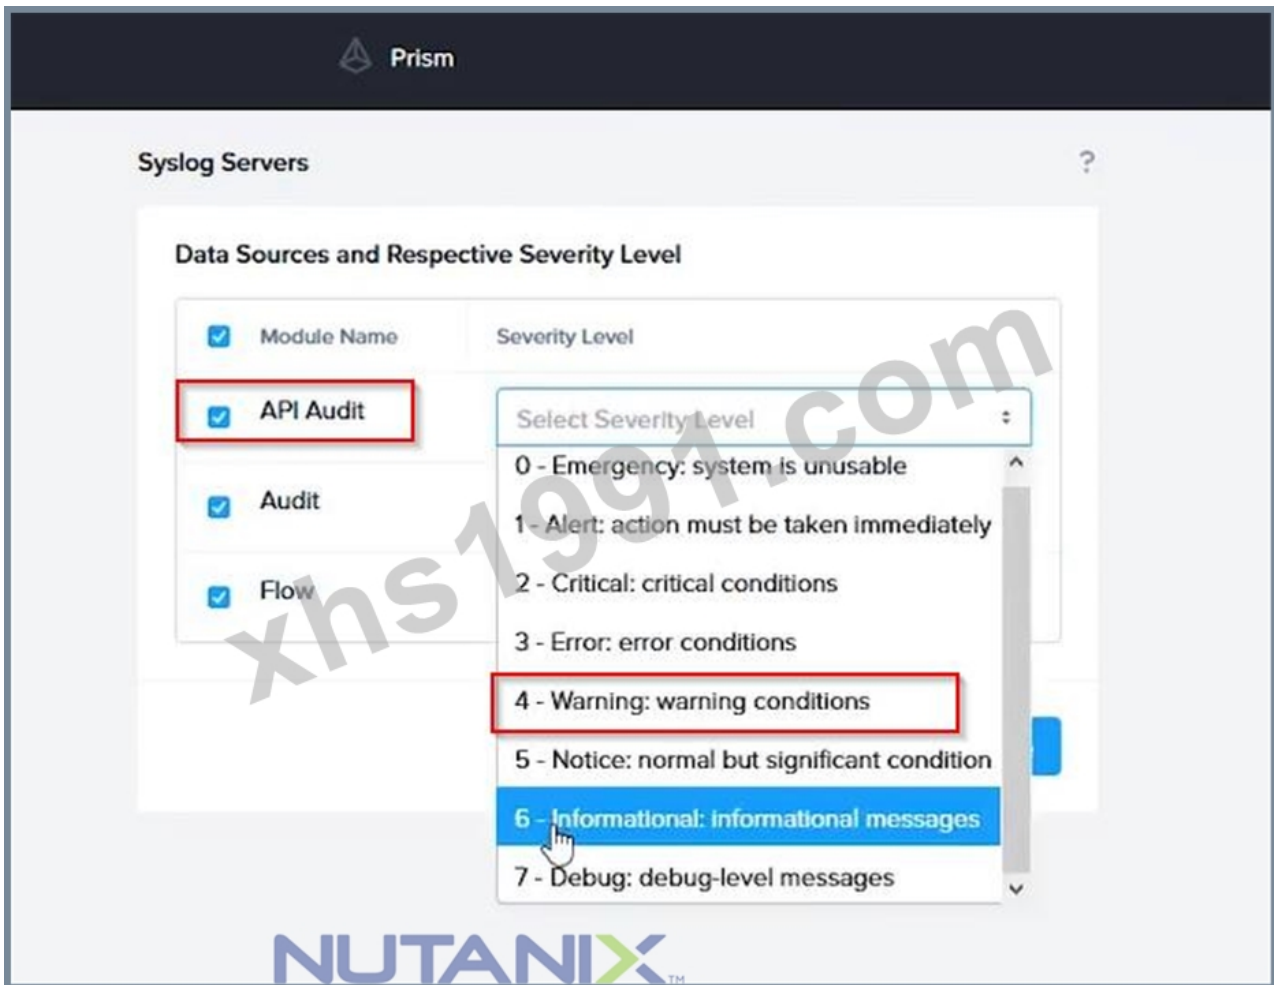 Prism
Syslog Servers
?
Data Sources and Respective Severity Level
Module Name Severity Level
API Audit
Select Severity Level
0 - Emergency: system is unusable
Audit
1 - Alert: action must be taken immediately
2 - Critical: critical conditions
Flow
3 - Error: error conditions
4 - Warning: warning conditions
5 - Notice: normal but significant condition
6 - Informational: informational messages
7 - Debug: debug-level messages
xhs1991.com
NUTANIX
TM